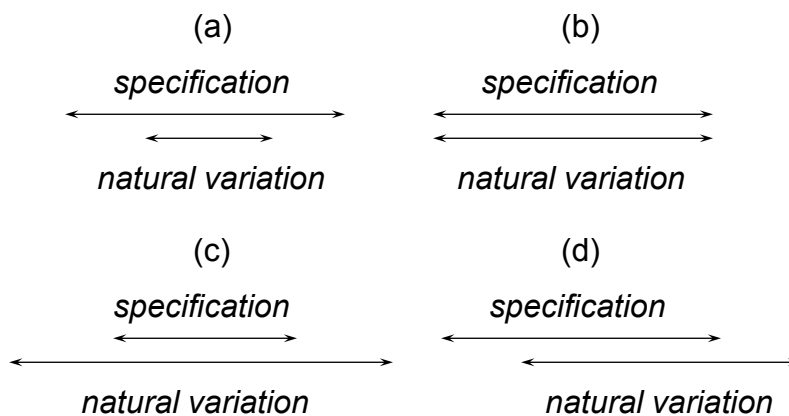 (a)
specification
natural variation
(b)
specification
natural variation
(c)
specification
natural variation
(d)
specification
natural variation